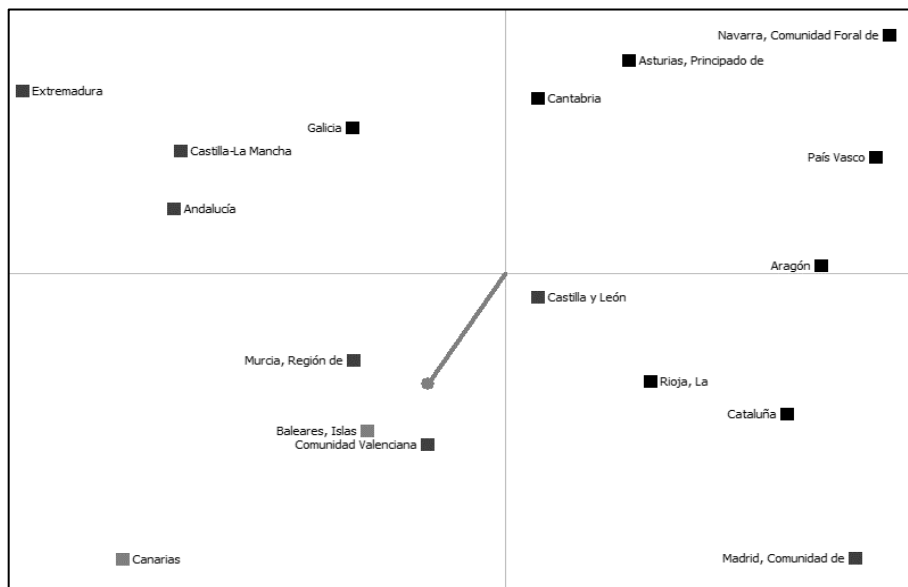 Navarra, Comunidad Foral de
Asturias, Principado de
Extremadura
Cantabria
Galicia
Castilla-La Mancha
País Vasco
Andalucía
Aragón
Castilla y León
Murcia, Región de
Rioja, La
Cataluña
Baleares, Islas
Comunidad Valenciana
Canarias
Madrid, Comunidad de